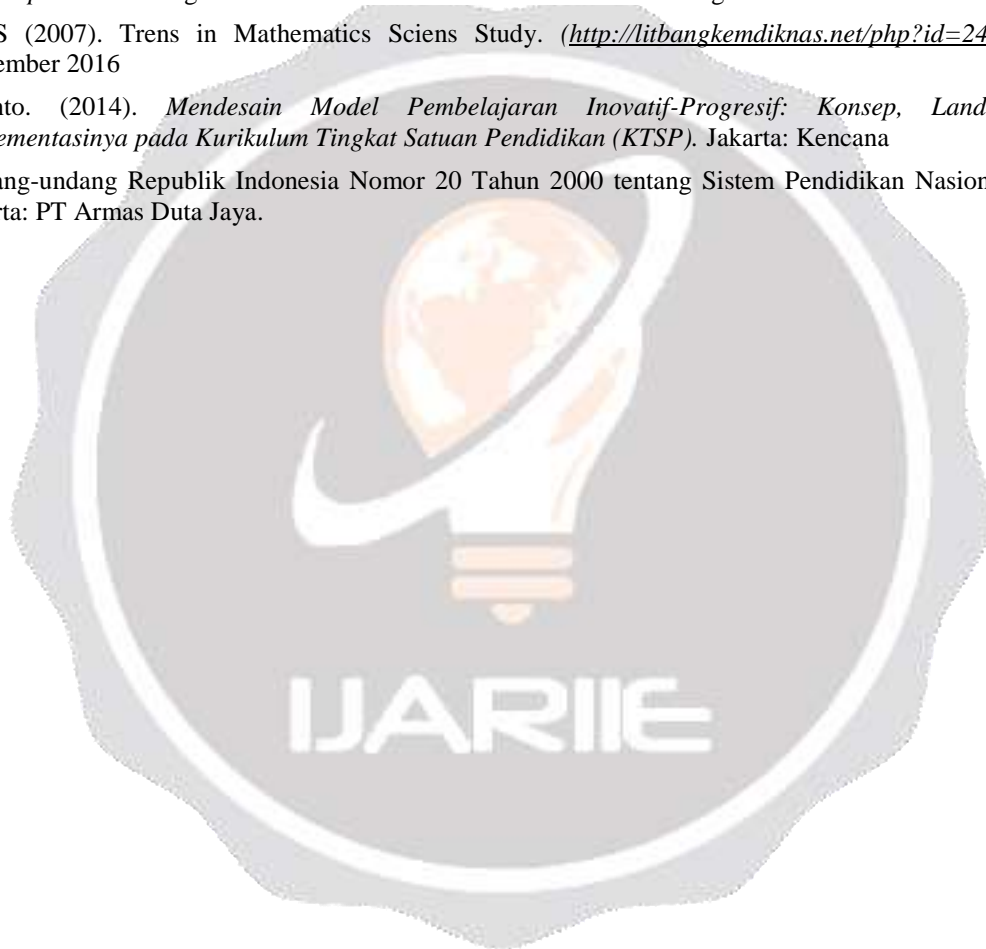 S (2007). Trens in Mathematics Sciens Study. (http://litbangkemdiknas.net/php?id=24
ember 2016
nto. (2014). Mendesain Model Pembelajaran Inovatif-Progresif: Konsep, Land
ementasinya pada Kurikulum Tingkat Satuan Pendidikan (KTSP). Jakarta: Kencana
ang-undang Republik Indonesia Nomor 20 Tahun 2000 tentang Sistem Pendidikan Nasion
rta: PT Armas Duta Jaya.
IJARIIE